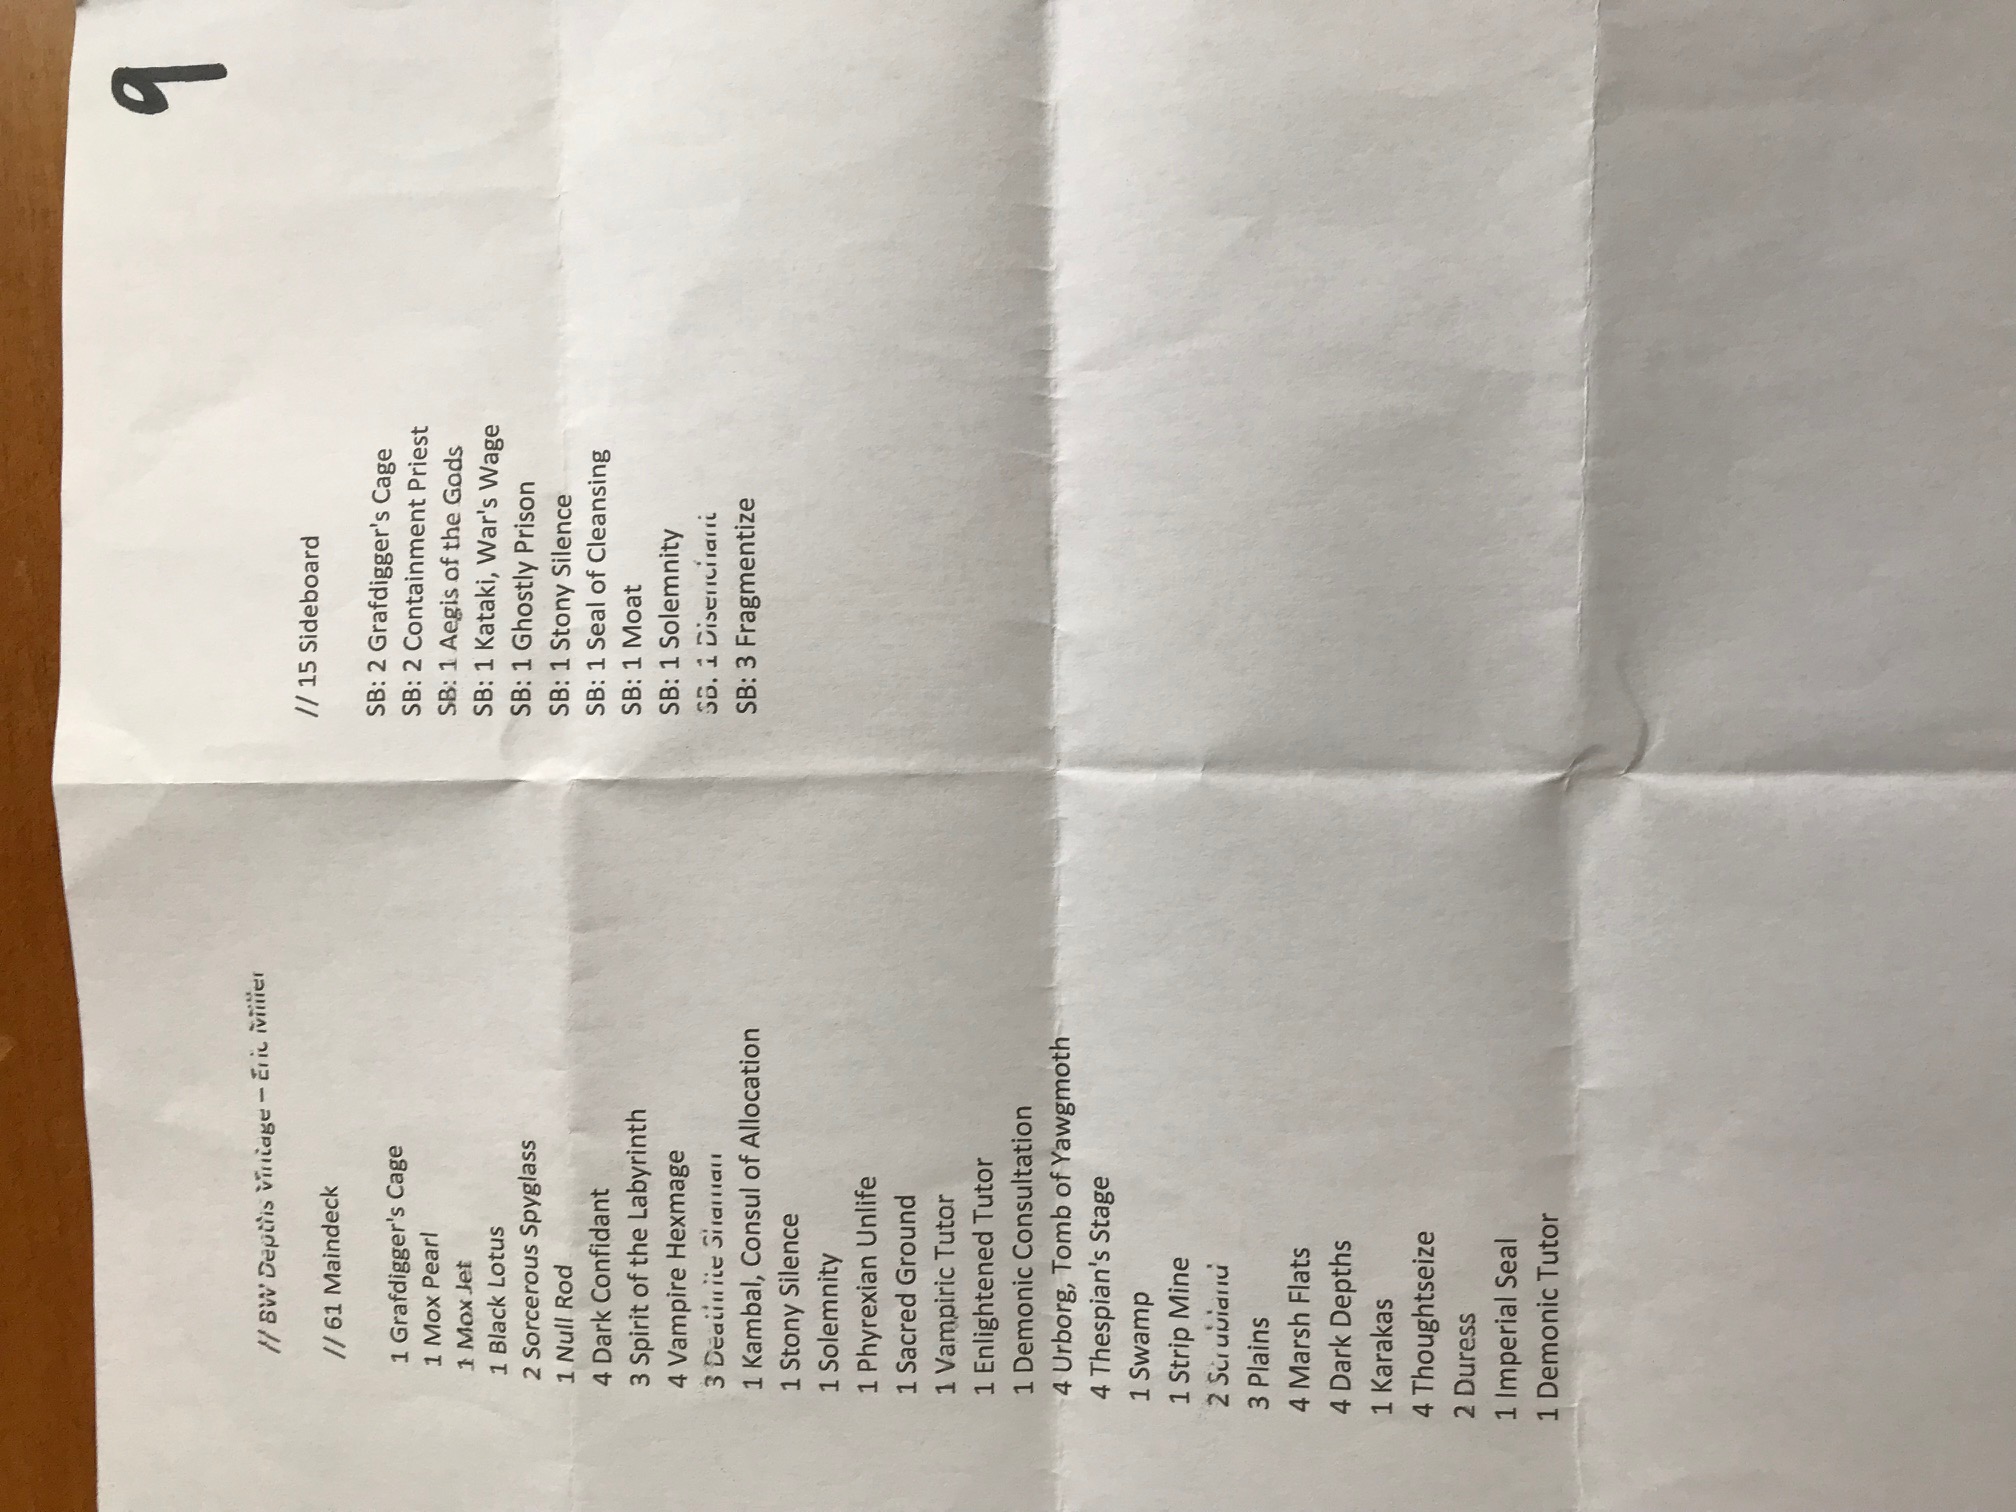 9
// BW Depths Vintage – Eric Miller
// 61 Maindeck
1 Grafdigger's Cage
1 Mox Pearl
1 Mox Jet
1 Black Lotus
2 Sorcerous Spyglass
1 Null Rod
4 Dark Confidant
3 Spirit of the Labyrinth
4 Vampire Hexmage
3 Deathrite Shaman
1 Kambal, Consul of Allocation
1 Stony Silence
1 Solemnity
1 Phyrexian Unlife
1 Sacred Ground
1 Vampiric Tutor
1 Enlightened Tutor
1 Demonic Consultation
4 Urborg, Tomb of Yawgmoth
4 Thespian's Stage
1 Swamp
1 Strip Mine
2 Scrubland
3 Plains
4 Marsh Flats
4 Dark Depths
1 Karakas
4 Thoughtseize
2 Duress
1 Imperial Seal
1 Demonic Tutor
// 15 Sideboard
SB: 2 Grafdigger's Cage
SB: 2 Containment Priest
SB: 1 Aegis of the Gods
SB: 1 Kataki, War's Wage
SB: 1 Ghostly Prison
SB: 1 Stony Silence
SB: 1 Seal of Cleansing
SB: 1 Moat
SB: 1 Solemnity
SB: 1 Disenchant
SB: 3 Fragmentize